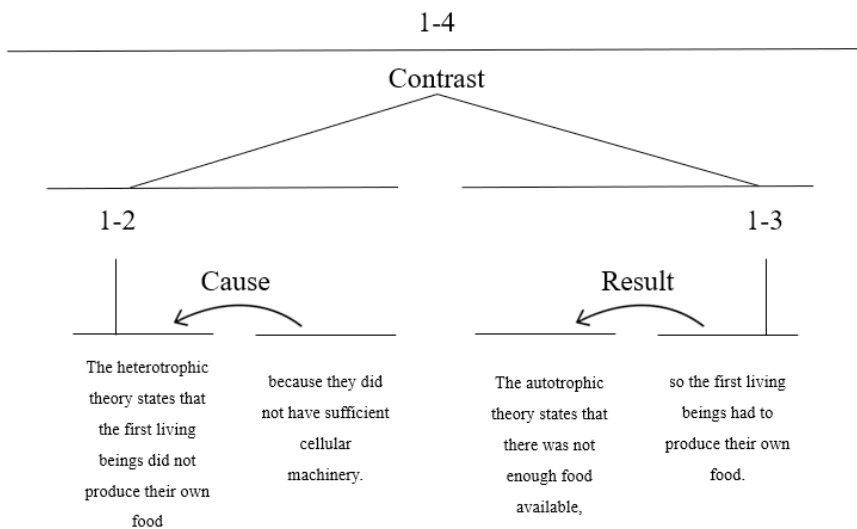 1-4
Contrast
1-2
1-3
Cause
Result
The heterotrophic
theory states that
the first living
beings did not
produce their own
food
because they did
not have sufficient
cellular
machinery.
The autotrophic
theory states that
there was not
enough food
available,
so the first living
beings had to
produce their own
food.